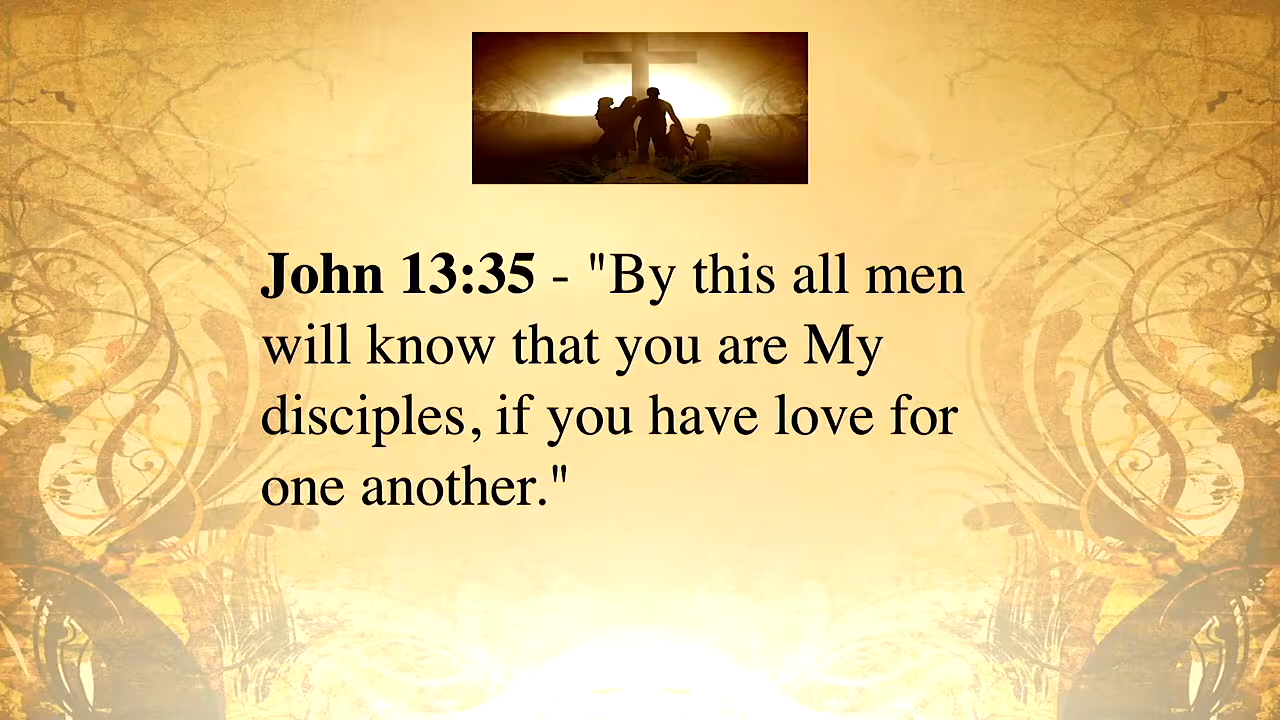 John 13:35 - "By this all men
will know that you are My
disciples, if you have love for
one another."